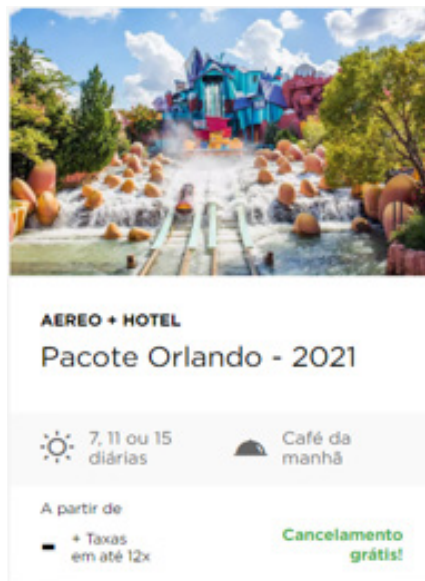 AEREO + HOTEL
Pacote Orlando - 2021
7, 11 ou 15
diárias
Café da
manhã
A partir de
-
+ Taxas
em até 12x
Cancelamento
grátis!